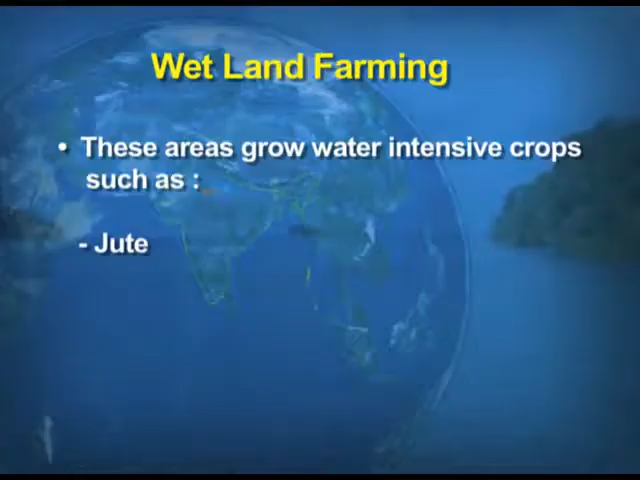 Wet Land Farming
• These areas grow water intensive crops
such as :
- Jute